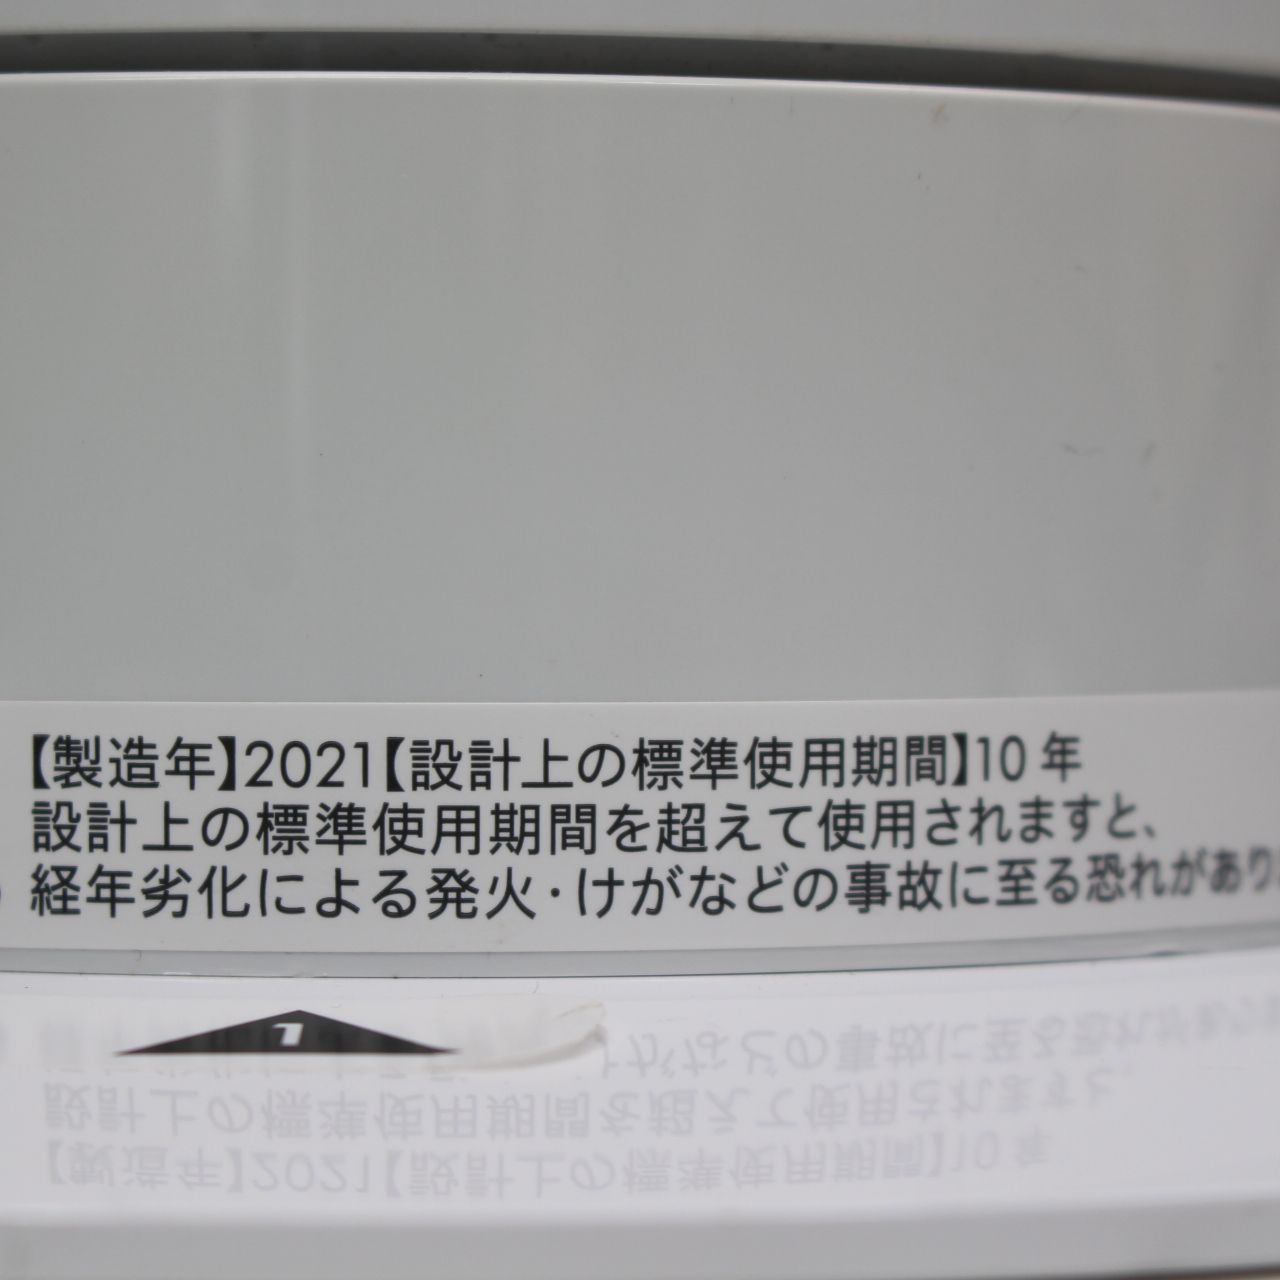 【製造年】2021【設計上の標準使用期間】10年
設計上の標準使用期間を超えて使用されますと、
経年劣化による発火・けがなどの事故に至る恐れがあり
1